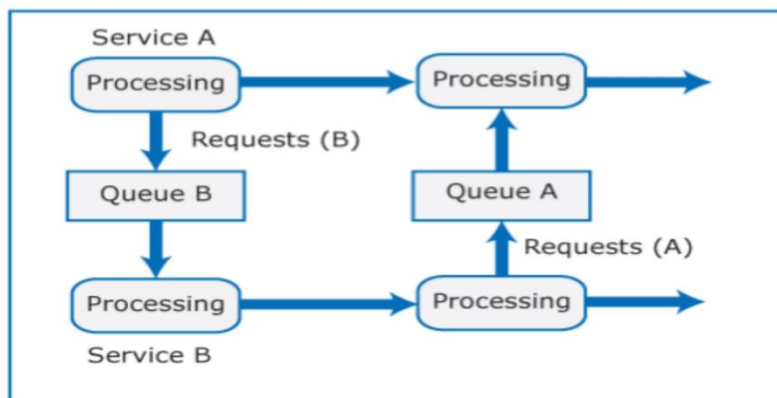 Service A
Processing
Processing
Requests (B)
Queue B
Queue A
Requests (A)
Processing
Processing
Service B